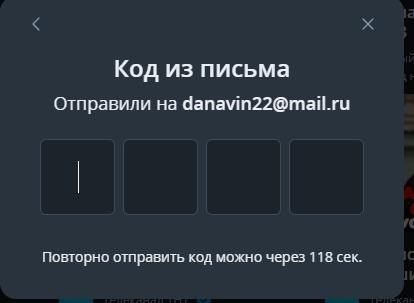 Код из письма
Отправили на danavin22@mail.ru
Повторно отправить код можно через 118 сек.